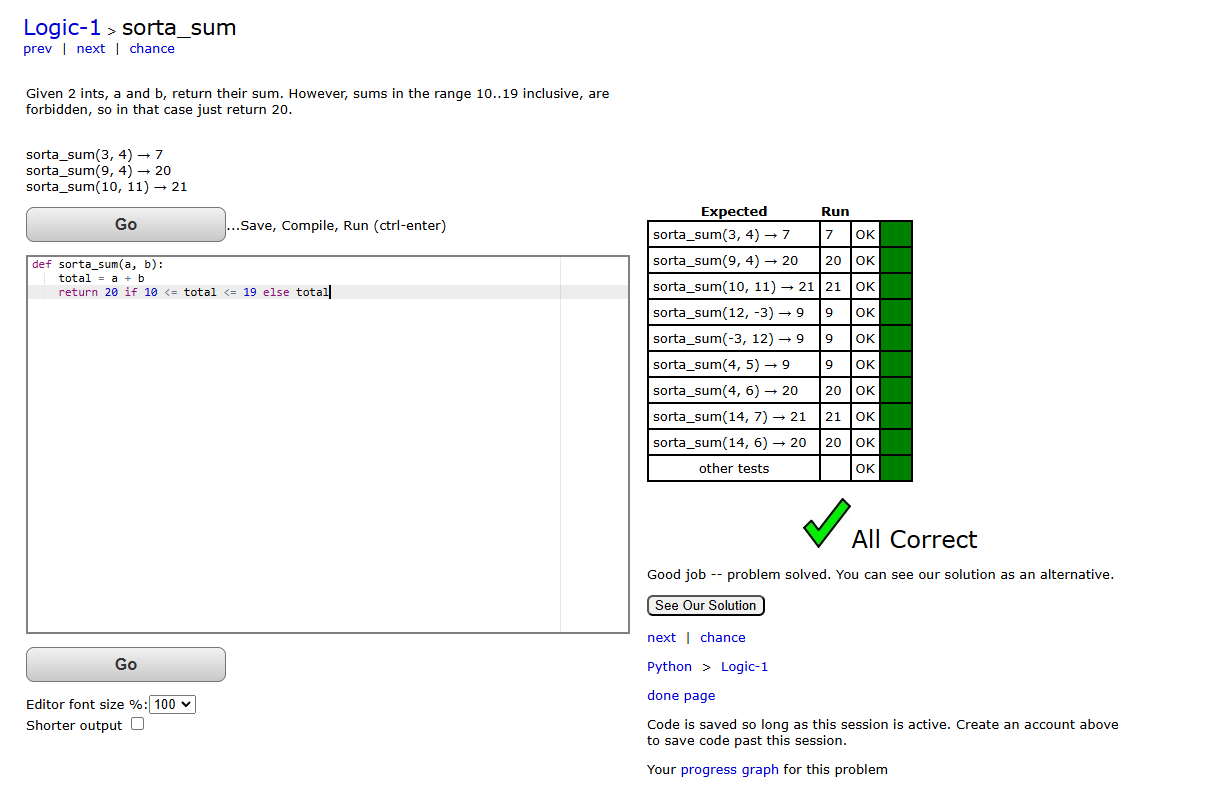 Logic-1 > sorta_sum
prev | next | chance
Given 2 ints, a and b, return their sum. However, sums in the range 10..19 inclusive, are
forbidden, so in that case just return 20.
sorta_sum(3, 4) → 7
sorta_sum(9, 4) → 20
sorta_sum(10, 11) → 21
Go ...Save, Compile, Run (ctrl-enter)
def sorta_sum(a, b):
    total = a + b
    return 20 if 10 <= total <= 19 else total
Go
Editor font size %: 100
Shorter output
Expected Run
sorta_sum(3, 4) → 7 7 OK
sorta_sum(9, 4) → 20 20 OK
sorta_sum(10, 11) → 21 21 OK
sorta_sum(12, -3) → 9 9 OK
sorta_sum(-3, 12) → 9 9 OK
sorta_sum(4, 5) → 9 9 OK
sorta_sum(4, 6) → 20 20 OK
sorta_sum(14, 7) → 21 21 OK
sorta_sum(14, 6) → 20 20 OK
other tests OK
All Correct
Good job -- problem solved. You can see our solution as an alternative.
See Our Solution
next | chance
Python > Logic-1
done page
Code is saved so long as this session is active. Create an account above
to save code past this session.
Your progress graph for this problem